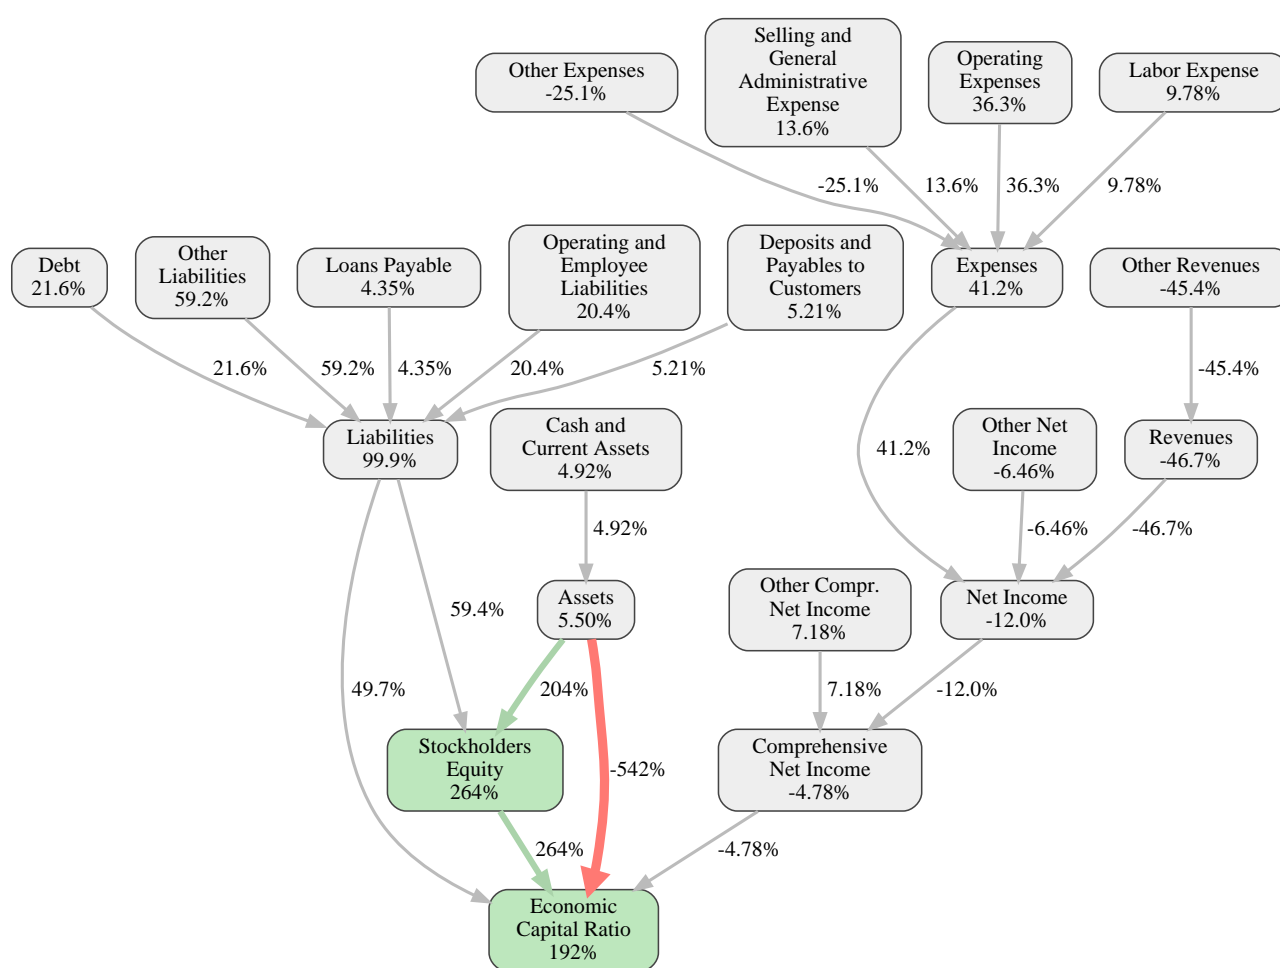 Selling and
General
Administrative
Expense
13.6%
Other Expenses
-25.1%
Operating
Expenses
36.3%
Labor Expense
9.78%
-25.1%
13.6%
36.3%
9.78%
Debt
21.6%
Other
Liabilities
59.2%
Loans Payable
4.35%
Operating and
Employee
Liabilities
20.4%
Deposits and
Payables to
Customers
5.21%
Expenses
41.2%
Other Revenues
-45.4%
21.6%
59.2%
4.35%
20.4%
5.21%
-45.4%
Liabilities
99.9%
Cash and
Current Assets
4.92%
41.2%
Other Net
Income
-6.46%
Revenues
-46.7%
4.92%
-6.46%
-46.7%
59.4%
Assets
5.50%
Other Compr.
Net Income
7.18%
Net Income
-12.0%
49.7%
204%
7.18%
-12.0%
Stockholders
Equity
264%
-542%
Comprehensive
Net Income
-4.78%
264%
-4.78%
Economic
Capital Ratio
192%